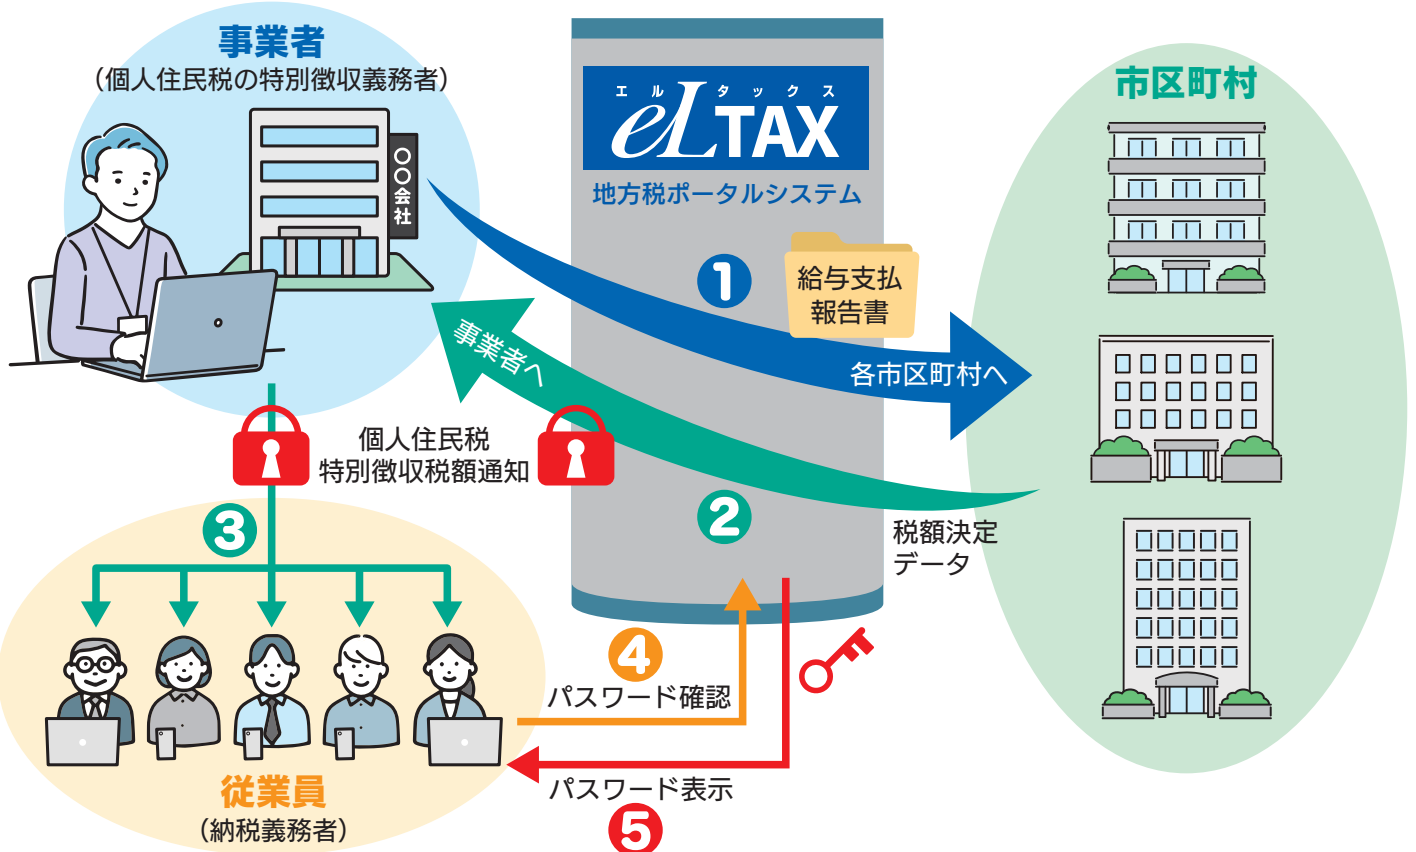 事業者
（個人住民税の特別徴収義務者）
〇〇会社
エルタックス
eLTAX
地方税ポータルシステム
市区町村
1
給与支払
報告書
各市区町村へ
事業者へ
個人住民税
特別徴収税額通知
2
税額決定
データ
3
4
パスワード確認
パスワード表示
5
従業員
（納税義務者）